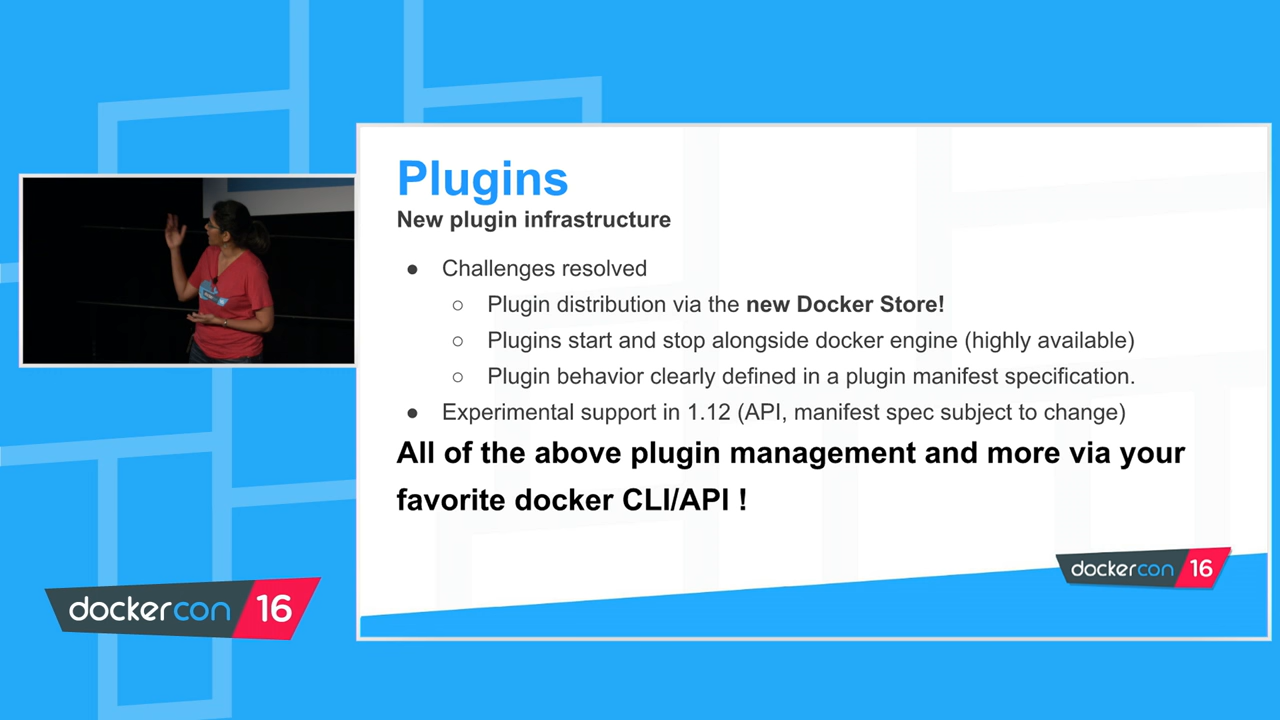 Plugins
New plugin infrastructure
● Challenges resolved
○ Plugin distribution via the new Docker Store!
○ Plugins start and stop alongside docker engine (highly available)
○ Plugin behavior clearly defined in a plugin manifest specification.
● Experimental support in 1.12 (API, manifest spec subject to change)
All of the above plugin management and more via your
favorite docker CLI/API !
dockercon 16
dockercon 16